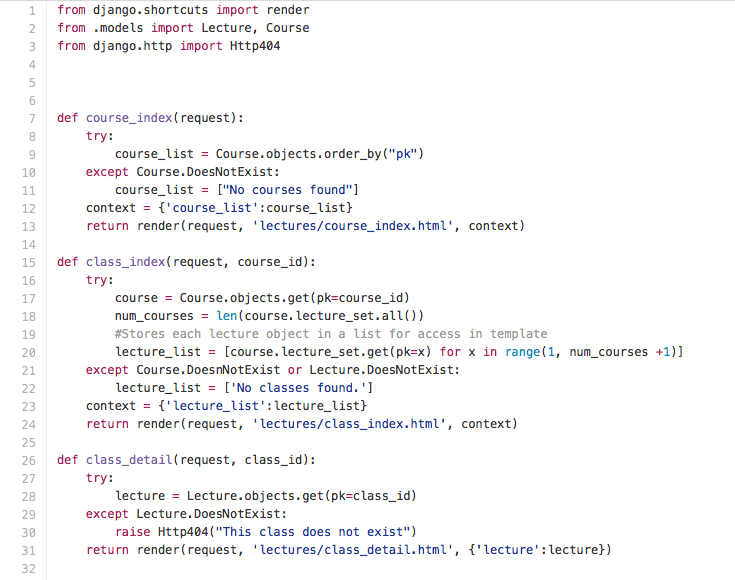 1 from django.shortcuts import render
2 from .models import Lecture, Course
3 from django.http import Http404
4
5
6
7 def course_index(request):
8     try:
9         course_list = Course.objects.order_by("pk")
10     except Course.DoesNotExist:
11         course_list = ["No courses found"]
12     context = {'course_list':course_list}
13     return render(request, 'lectures/course_index.html', context)
14
15 def class_index(request, course_id):
16     try:
17         course = Course.objects.get(pk=course_id)
18         num_courses = len(course.lecture_set.all())
19         #Stores each lecture object in a list for access in template
20         lecture_list = [course.lecture_set.get(pk=x) for x in range(1, num_courses +1)]
21     except Course.DoesnNotExist or Lecture.DoesNotExist:
22         lecture_list = ['No classes found.']
23     context = {'lecture_list':lecture_list}
24     return render(request, 'lectures/class_index.html', context)
25
26 def class_detail(request, class_id):
27     try:
28         lecture = Lecture.objects.get(pk=class_id)
29     except Lecture.DoesNotExist:
30         raise Http404("This class does not exist")
31     return render(request, 'lectures/class_detail.html', {'lecture':lecture})
32